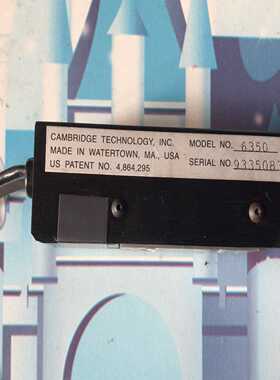 CAMBRIDGE TECHNOLOGY, INC. MODEL NO. 6350
MADE IN WATERTOWN, MA., USA
US PATENT NO. 4,864,295 SERIAL NO.